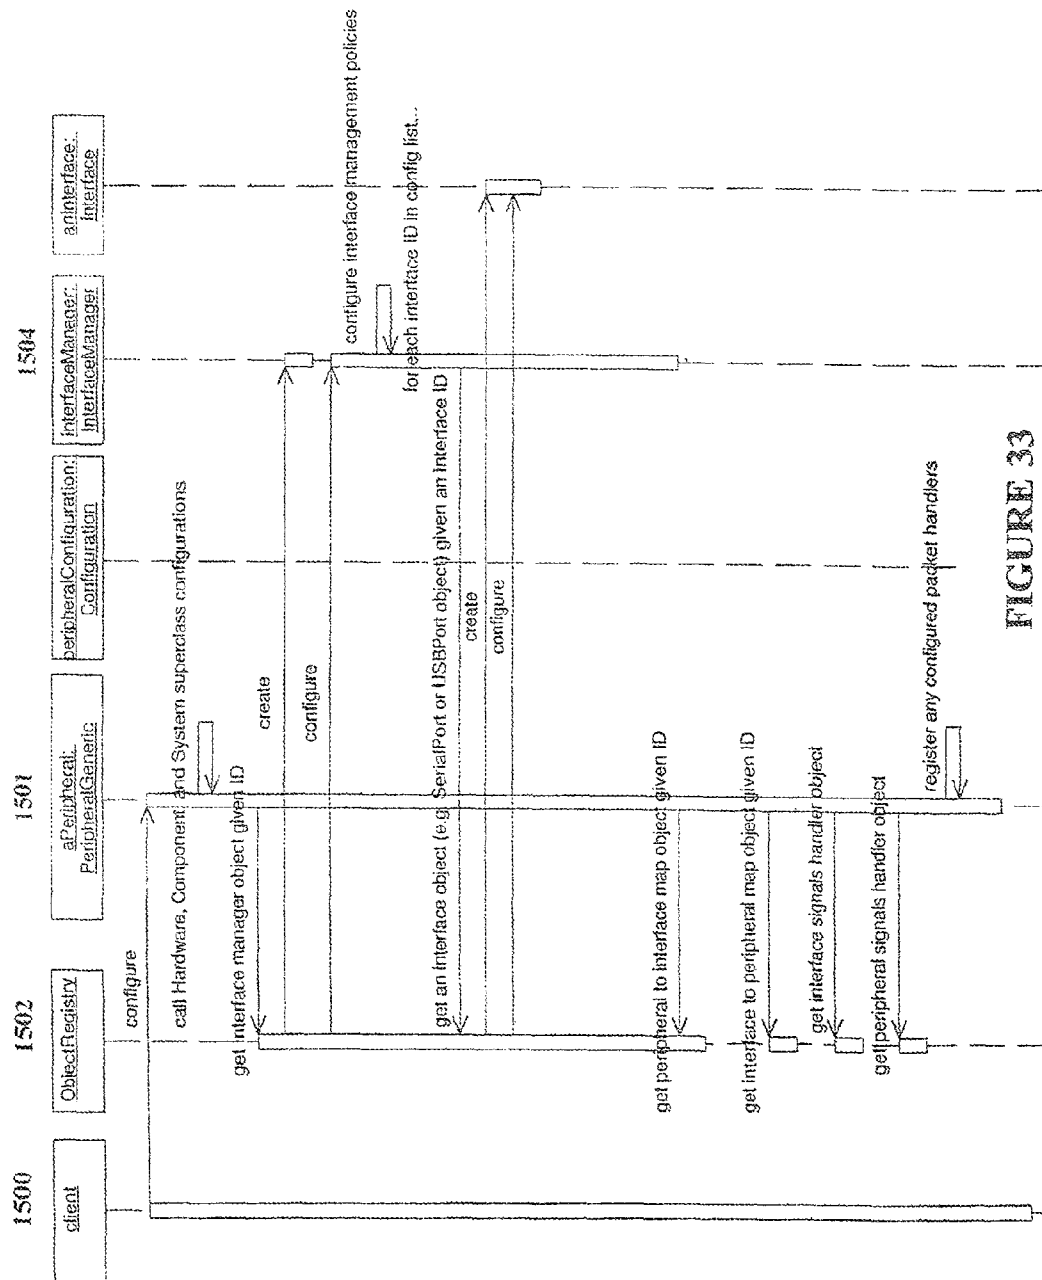 1500
1502
1501
1504
client
ObjectRegistry
aPeripheral:
PeripheralGeneric
peripheralConfiguration:
Configuration
interfaceManager:
InterfaceManager
anInterface:
Interface
configure
call Hardware, Component and System superclass configurations
get interface manager object given ID
create
configure
configure interface management policies
for each interface ID in config list...
get an interface object (e.g. SerialPort or USBPort object) given an Interface ID
create
configure
get peripheral to interface map object given ID
get interface to peripheral map object given ID
get interface signals handler object
get peripheral signals handler object
register any configured packet handlers
FIGURE 33